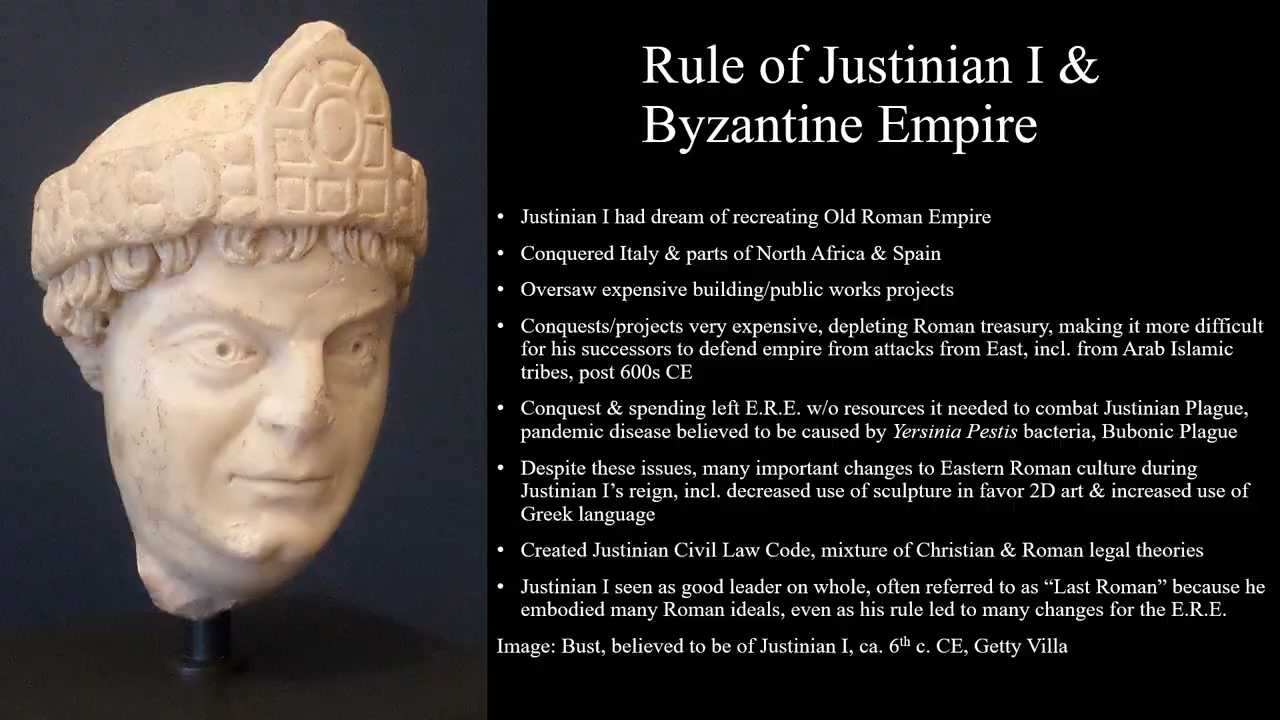 Rule of Justinian I &
Byzantine Empire
• Justinian I had dream of recreating Old Roman Empire
• Conquered Italy & parts of North Africa & Spain
• Oversaw expensive building/public works projects
• Conquests/projects very expensive, depleting Roman treasury, making it more difficult
for his successors to defend empire from attacks from East, incl. from Arab Islamic
tribes, post 600s CE
• Conquest & spending left E.R.E. w/o resources it needed to combat Justinian Plague,
pandemic disease believed to be caused by Yersinia Pestis bacteria, Bubonic Plague
• Despite these issues, many important changes to Eastern Roman culture during
Justinian I’s reign, incl. decreased use of sculpture in favor 2D art & increased use of
Greek language
• Created Justinian Civil Law Code, mixture of Christian & Roman legal theories
• Justinian I seen as good leader on whole, often referred to as “Last Roman” because he
embodied many Roman ideals, even as his rule led to many changes for the E.R.E.
Image: Bust, believed to be of Justinian I, ca. 6th c. CE, Getty Villa